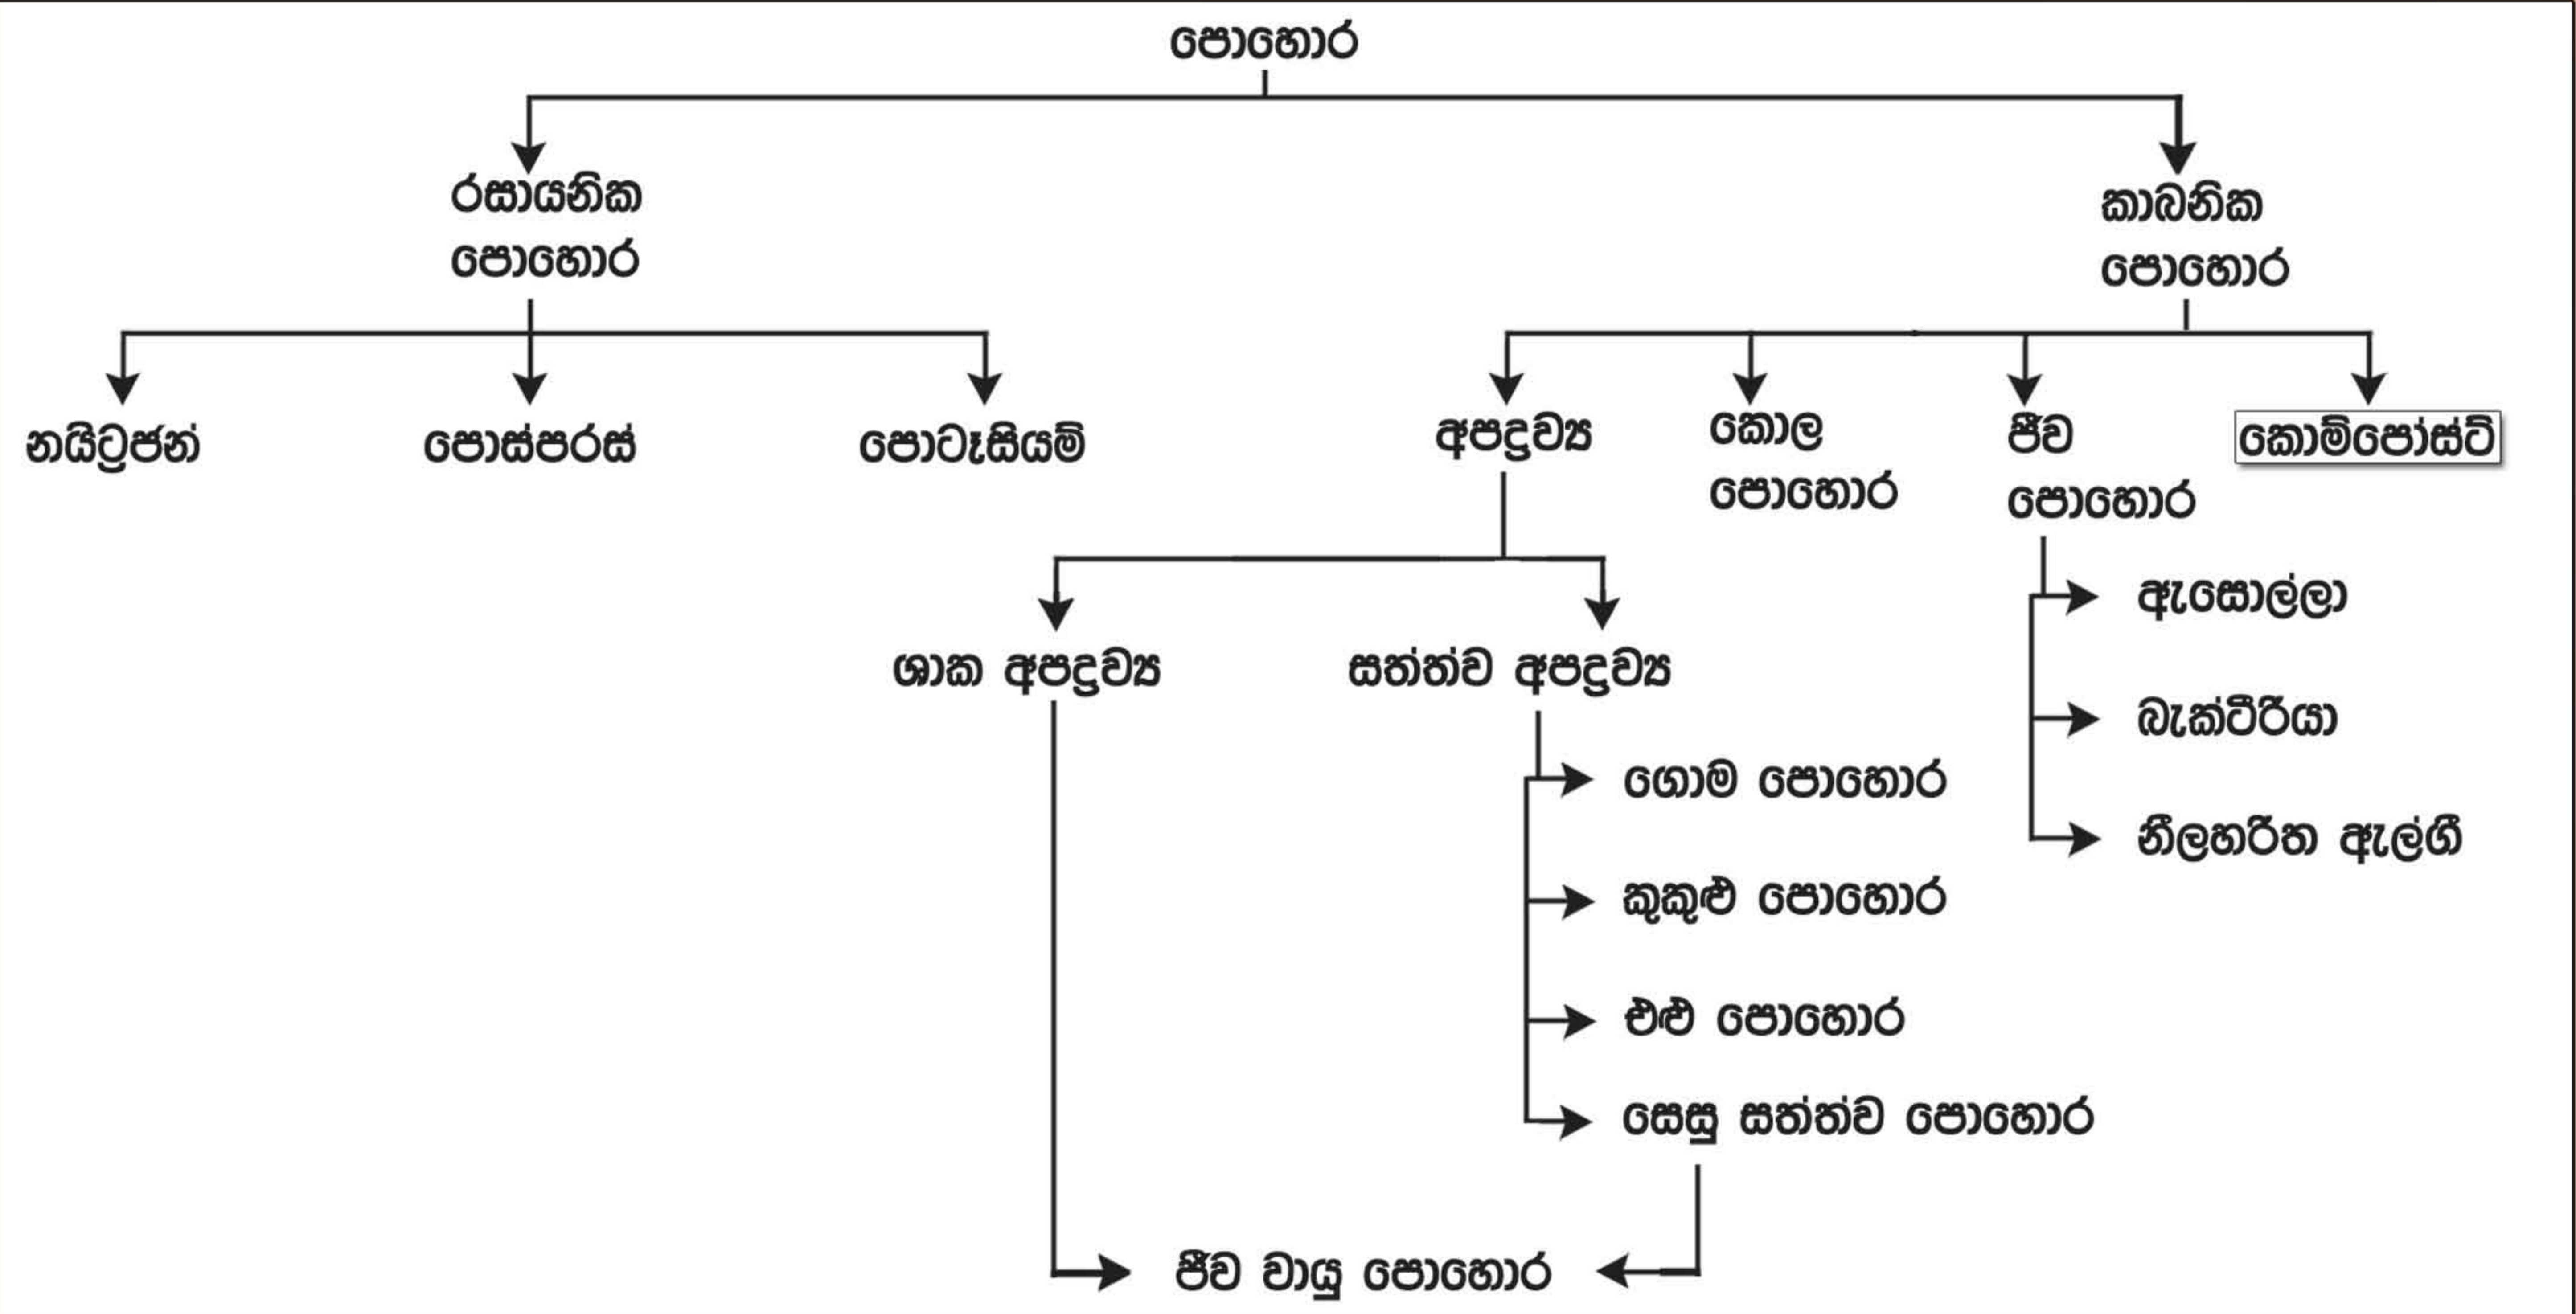 පොහොර
රසායනික
පොහොර
කාබනික
පොහොර
නයිට්‍රජන්
පොස්පරස්
පොටෑසියම්
අපද්‍රව්‍ය
කොල
පොහොර
ජීව
පොහොර
කොම්පෝස්ට්
ඇසොල්ලා
බැක්ටීරියා
නීලහරිත ඇල්ගී
ශාක අපද්‍රව්‍ය
සත්ත්ව අපද්‍රව්‍ය
ගොම පොහොර
කුකුළු පොහොර
එළු පොහොර
සෙසු සත්ත්ව පොහොර
ජීව වායු පොහොර